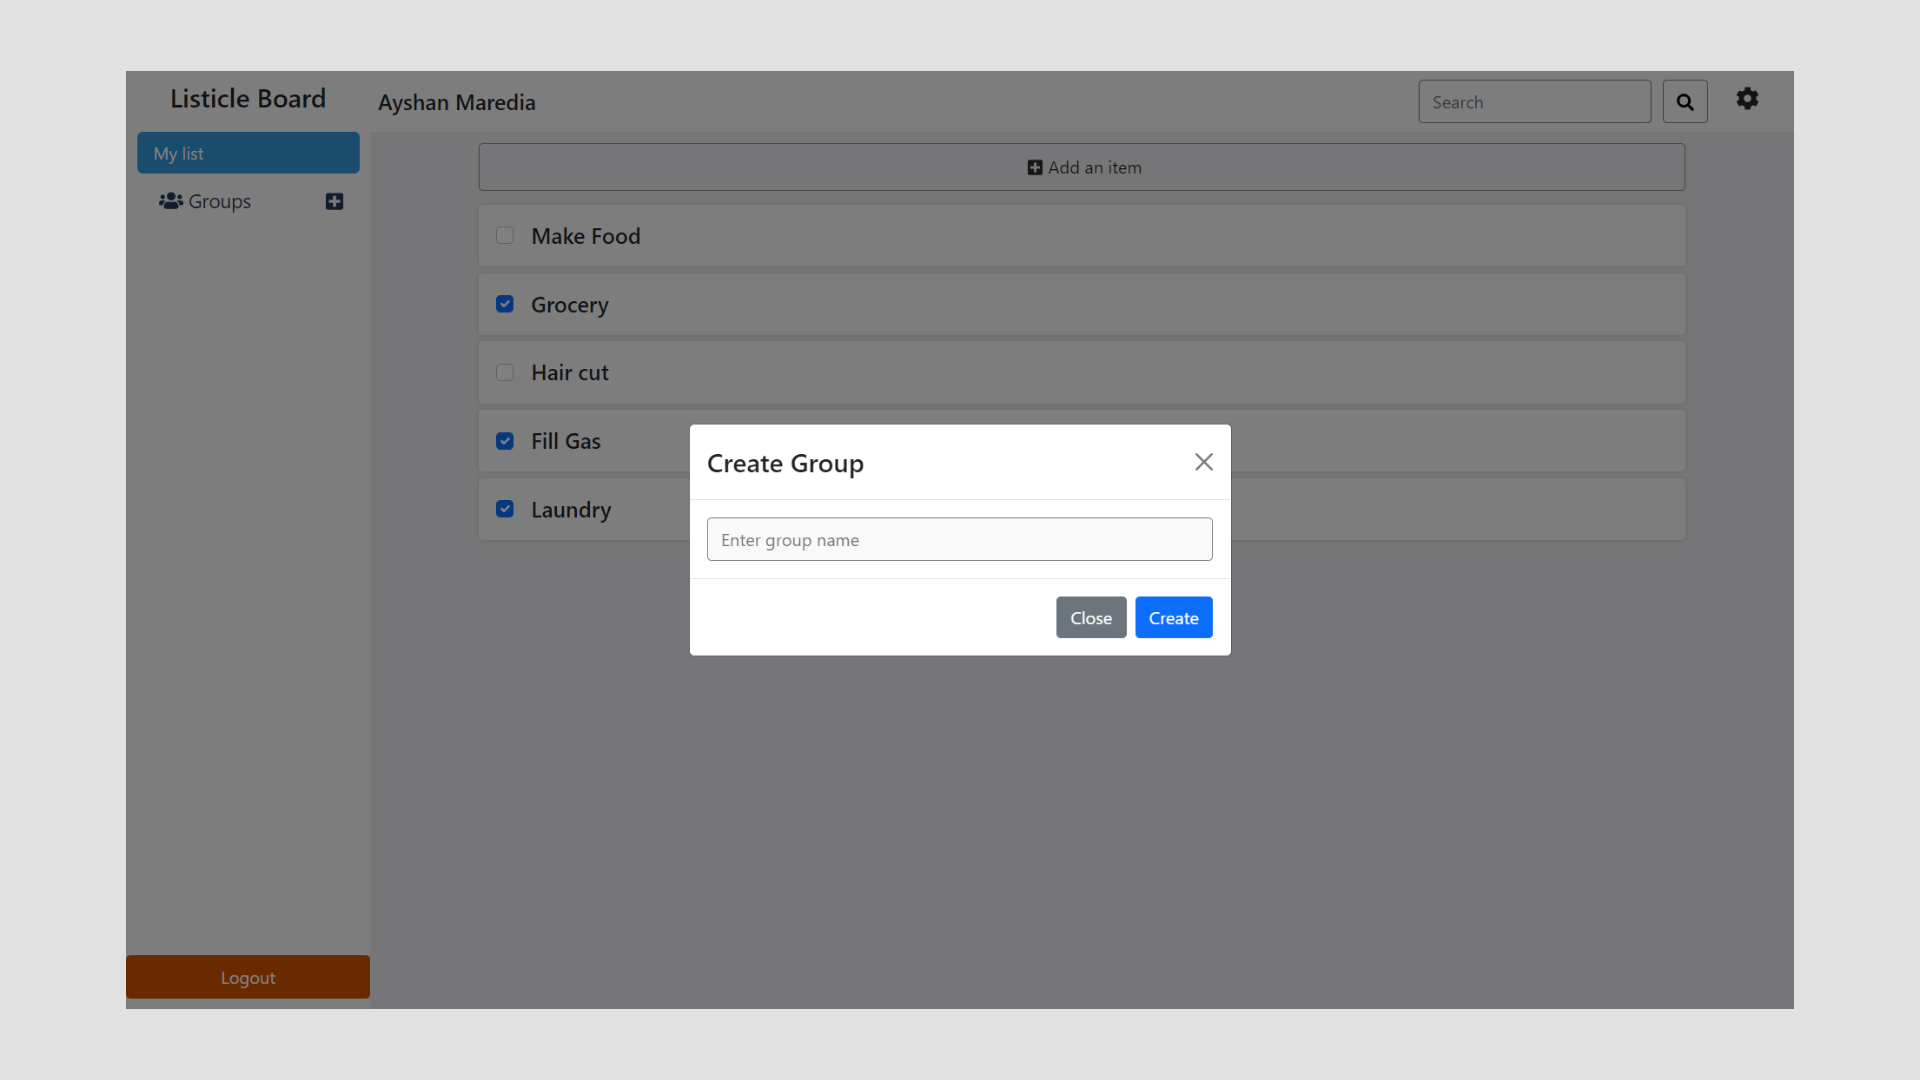 Listicle Board
Ayshan Maredia
Search
My list
Groups
Add an item
Make Food
Grocery
Hair cut
Fill Gas
Laundry
Create Group
Enter group name
Close
Create
Logout